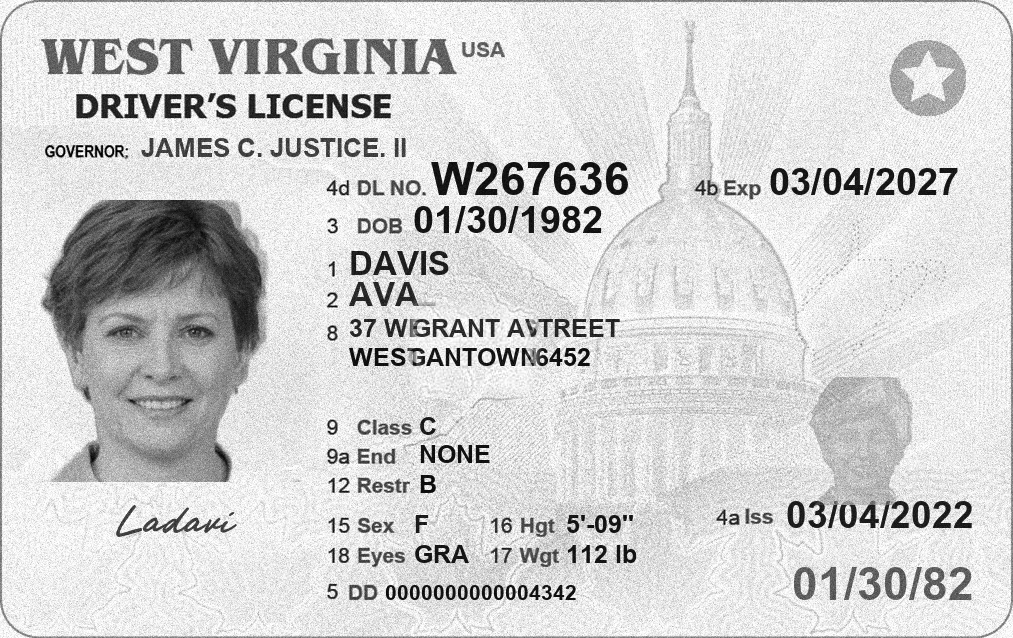 WEST VIRGINIA USA
DRIVER'S LICENSE
GOVERNOR: JAMES C. JUSTICE. II
4d DL NO. W267636 4b Exp 03/04/2027
3 DOB 01/30/1982
1 DAVIS
2 AVA
8 37
9 Class C
9a End NONE
12 Restr B
15 Sex F 16 Hgt 5'-09" 4a Iss 03/04/2022
18 Eyes GRA 17 Wgt 112 lb
5 DD 0000000000004342
01/30/82
Ladavi